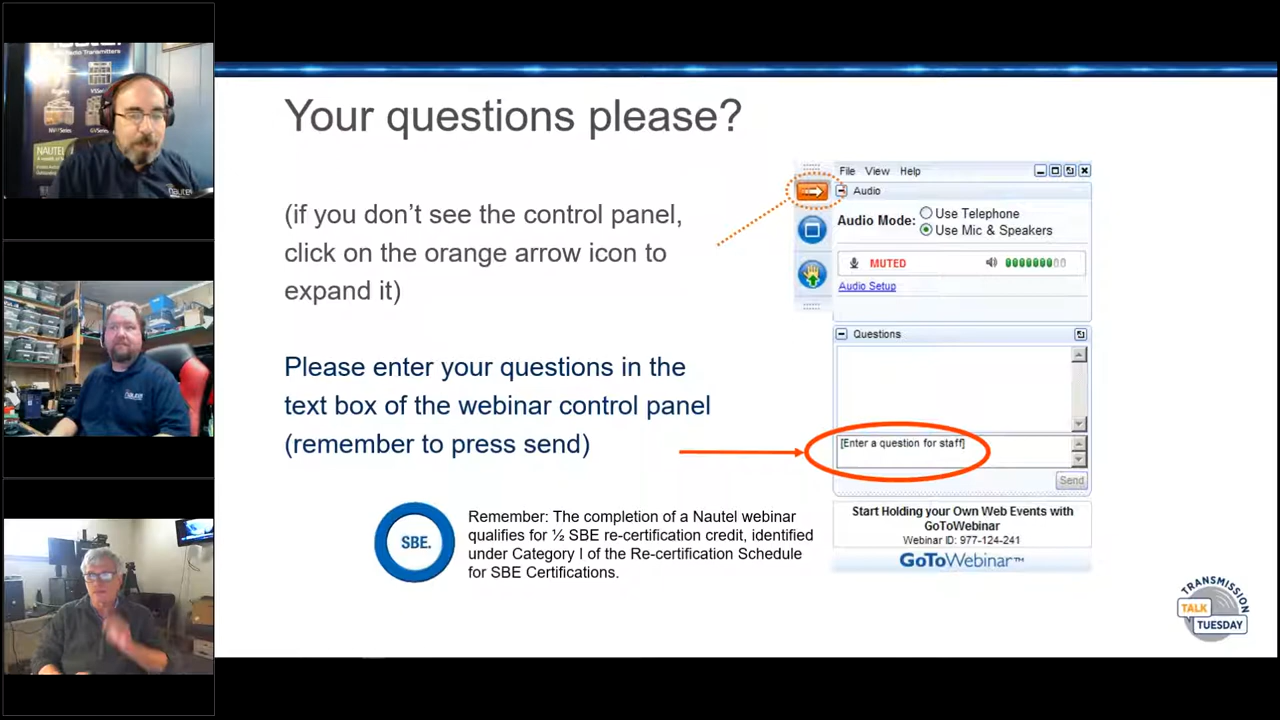 Your questions please?
(if you don't see the control panel,
click on the orange arrow icon to
expand it)
Please enter your questions in the
text box of the webinar control panel
(remember to press send)
SBE.
Remember: The completion of a Nautel webinar
qualifies for ½ SBE re-certification credit, identified
under Category I of the Re-certification Schedule
for SBE Certifications.
File View Help
Audio
Audio Mode: Use Telephone
Use Mic & Speakers
MUTED
Audio Setup
Questions
[Enter a question for staff]
Send
Start Holding your Own Web Events with
GoToWebinar
Webinar ID: 977-124-241
GoToWebinar™
TRANSMISSION
TALK
TUESDAY
Radio Transmitters
NAUTEL
nautel
nautel